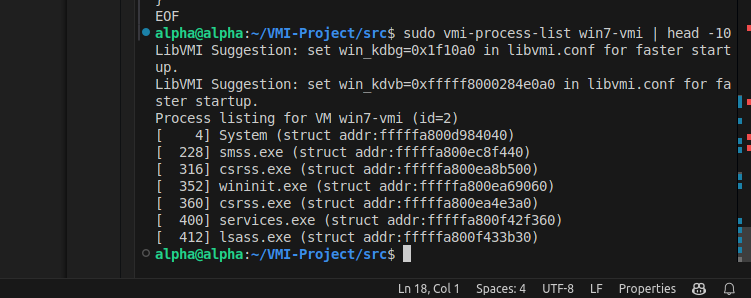 }
EOF
alpha@alpha:~/VMI-Project/src$ sudo vmi-process-list win7-vmi | head -10
LibVMI Suggestion: set win_kdbg=0x1f10a0 in libvmi.conf for faster start
up.
LibVMI Suggestion: set win_kdvb=0xfffff8000284e0a0 in libvmi.conf for fa
ster startup.
Process listing for VM win7-vmi (id=2)
[    4] System (struct addr:fffffa800d984040)
[  228] smss.exe (struct addr:fffffa800ec8f440)
[  316] csrss.exe (struct addr:fffffa800ea8b500)
[  352] wininit.exe (struct addr:fffffa800ea69060)
[  360] csrss.exe (struct addr:fffffa800ea4e3a0)
[  400] services.exe (struct addr:fffffa800f42f360)
[  412] lsass.exe (struct addr:fffffa800f433b30)
alpha@alpha:~/VMI-Project/src$
Ln 18, Col 1 Spaces: 4 UTF-8 LF Properties